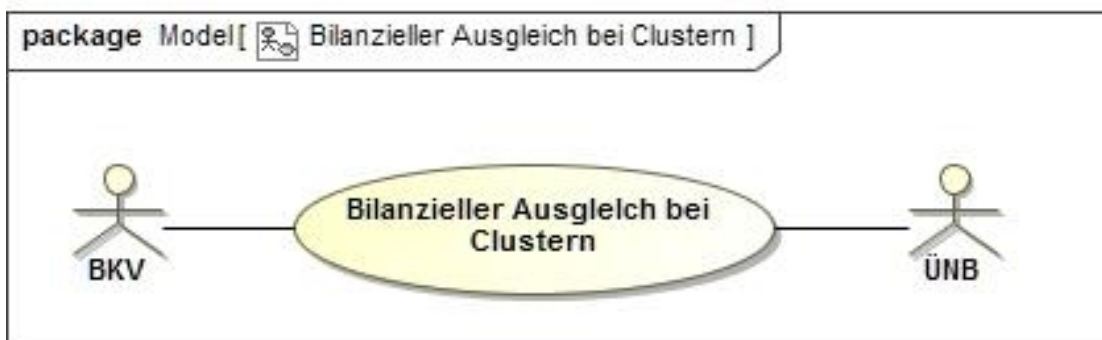 package Model[ Bilanzieller Ausgleich bei Clustern ]
Bilanzieller Ausgleich bei
Clustern
BKV
ÜNB